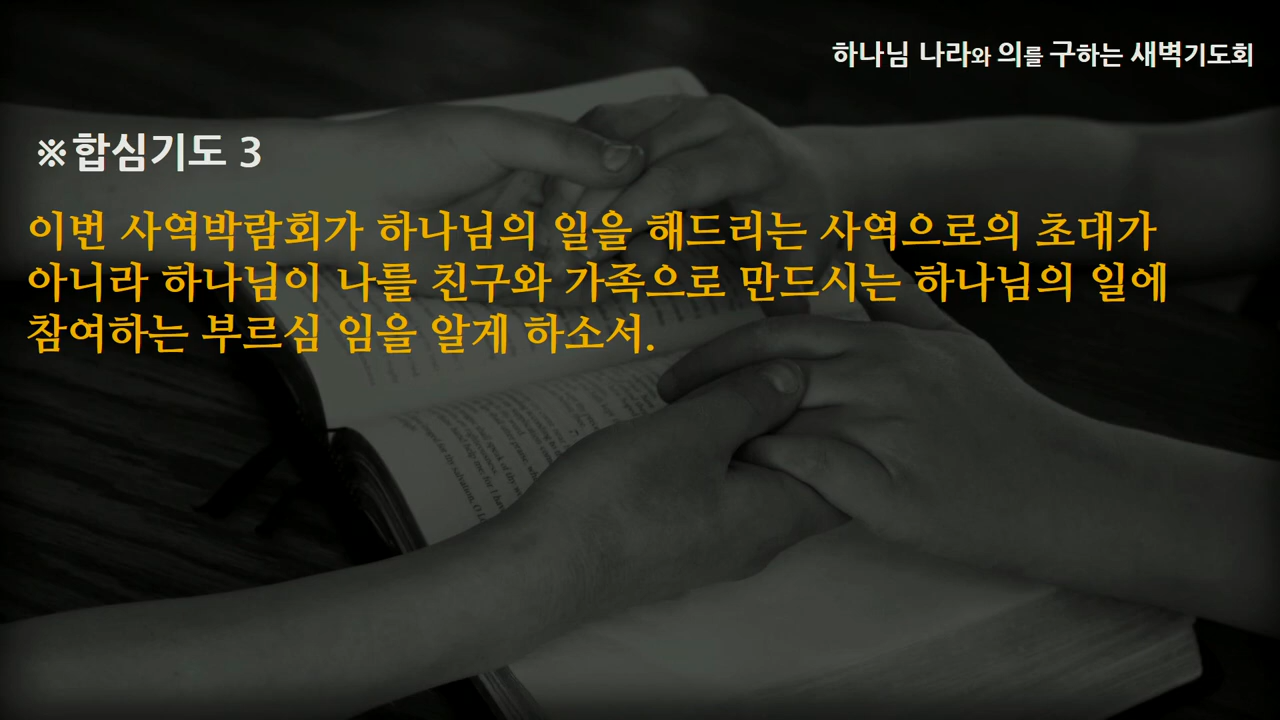 하나님 나라와 의를 구하는 새벽기도회
※합심기도 3
이번 사역박람회가 하나님의 일을 해드리는 사역으로의 초대가
아니라 하나님이 나를 친구와 가족으로 만드시는 하나님의 일에
참여하는 부르심 임을 알게 하소서.